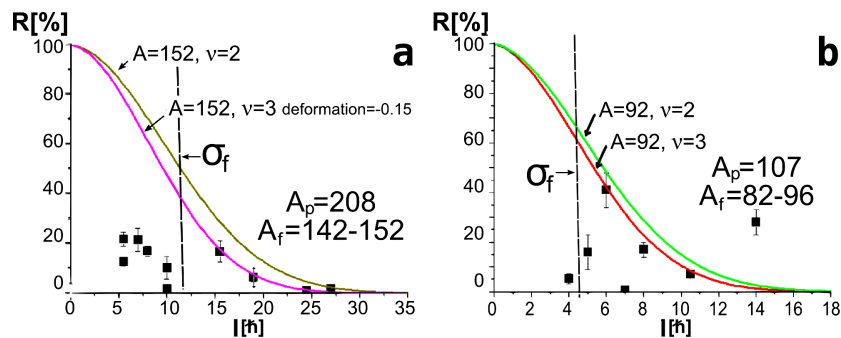 R[%]
a
100
80
60
40
20
0
0 5 10 15 20 25 30 35
I[ħ]
A=152, ν=2
A=152, ν=3 deformation=-0.15
σf
Ap=208
Af=142-152
R[%]
b
100
80
60
40
20
0
0 2 4 6 8 10 12 14 16 18
I[ħ]
A=92, ν=2
A=92, ν=3
σf
Ap=107
Af=82-96